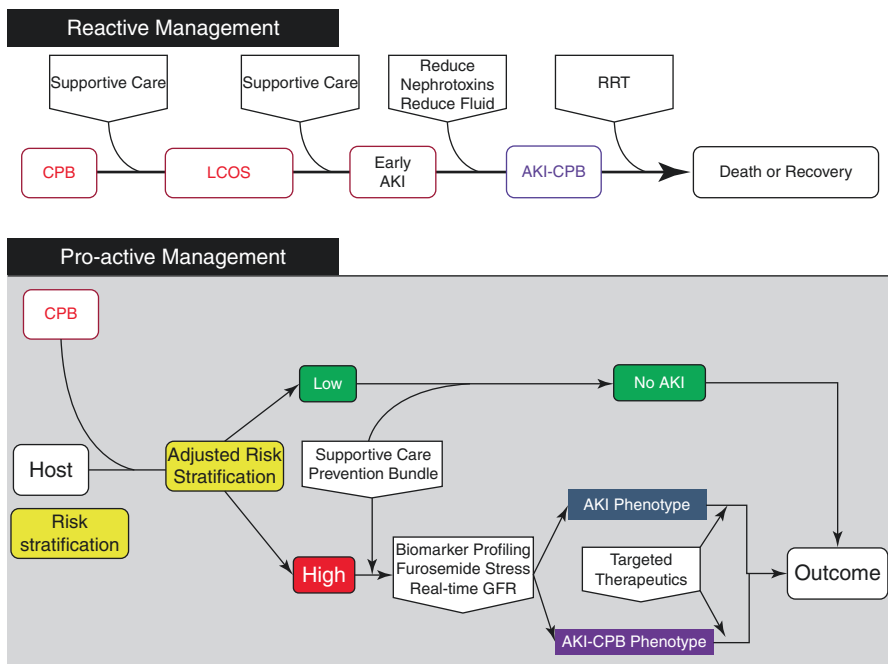 Reactive Management
Supportive Care
Supportive Care
Reduce
Nephrotoxins
Reduce Fluid
RRT
CPB
LCOS
Early
AKI
AKI-CPB
Death or Recovery
Pro-active Management
CPB
Low
No AKI
Host
Adjusted Risk
Stratification
Supportive Care
Prevention Bundle
Risk
stratification
High
Biomarker Profiling
Furosemide Stress
Real-time GFR
AKI Phenotype
Targeted
Therapeutics
AKI-CPB Phenotype
Outcome